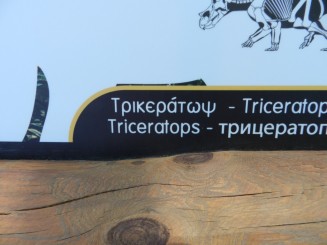 Τρικεράτωψ - Triceratop
Triceratops - трицератоп